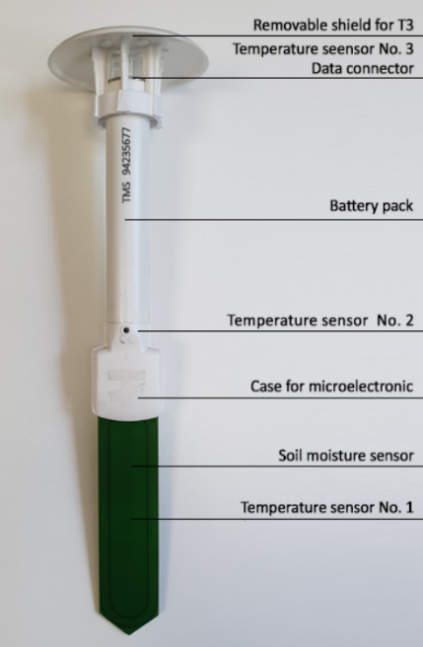 Removable shield for T3
Temperature seensor No. 3
Data connector
TMS 94235677
Battery pack
Temperature sensor No. 2
Case for microelectronic
Soil moisture sensor
Temperature sensor No. 1